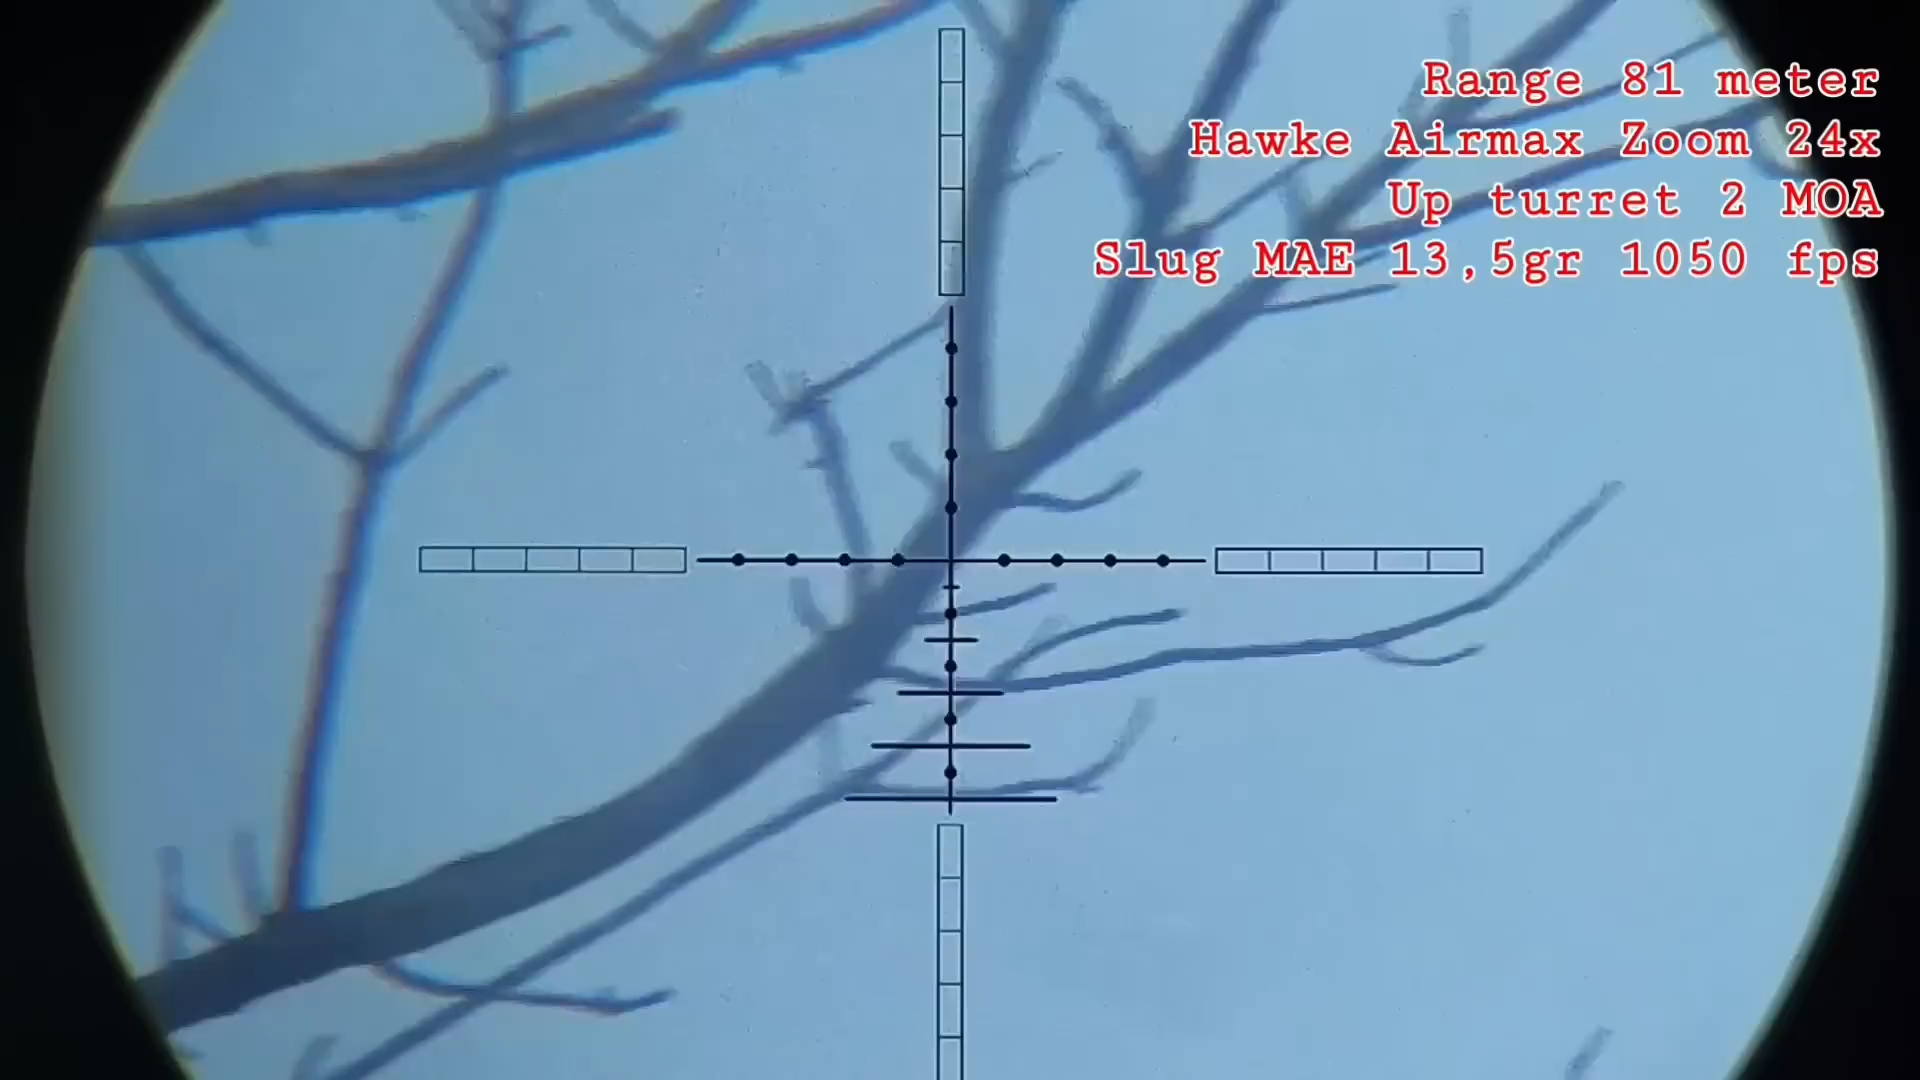 Range 81 meter
Hawke Airmax Zoom 24x
Up turret 2 MOA
Slug MAE 13,5gr 1050 fps